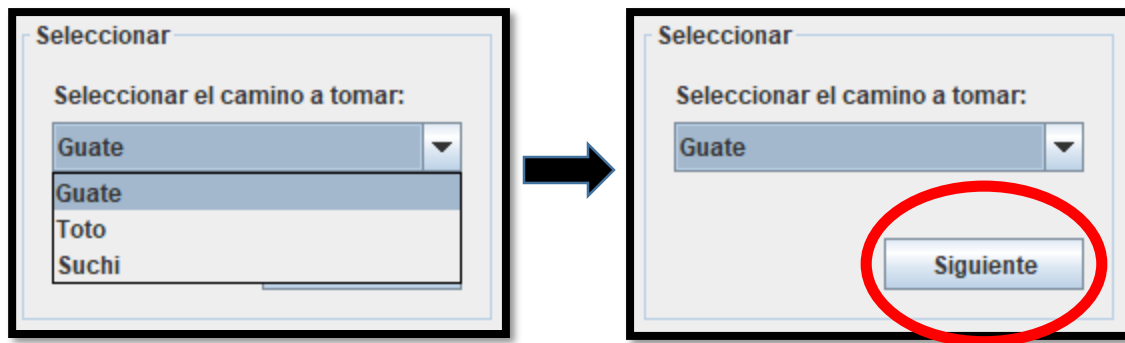 Seleccionar
Seleccionar el camino a tomar:
Guate
Guate
Toto
Suchi
Seleccionar
Seleccionar el camino a tomar:
Guate
Siguiente